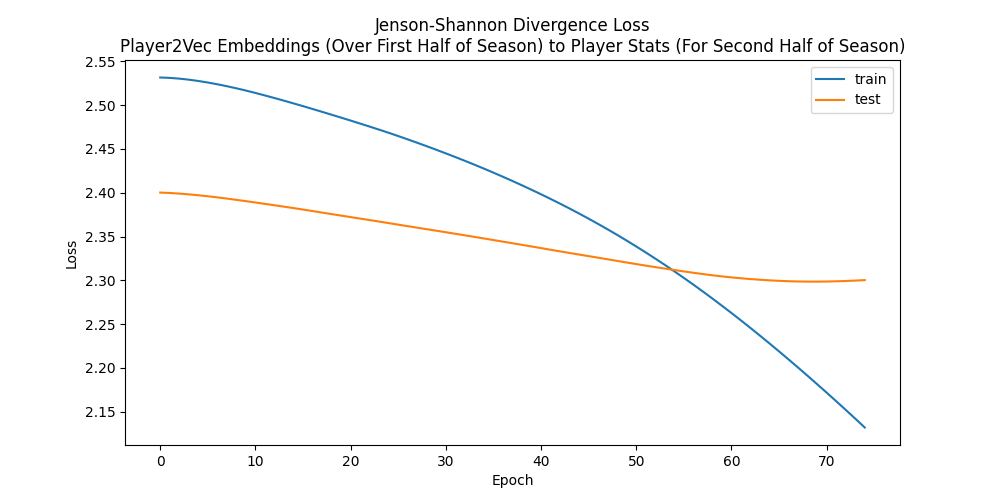 Jenson-Shannon Divergence Loss
Player2Vec Embeddings (Over First Half of Season) to Player Stats (For Second Half of Season)
train
test
2.55
2.50
2.45
2.40
2.35
2.30
2.25
2.20
2.15
Loss
0 10 20 30 40 50 60 70
Epoch